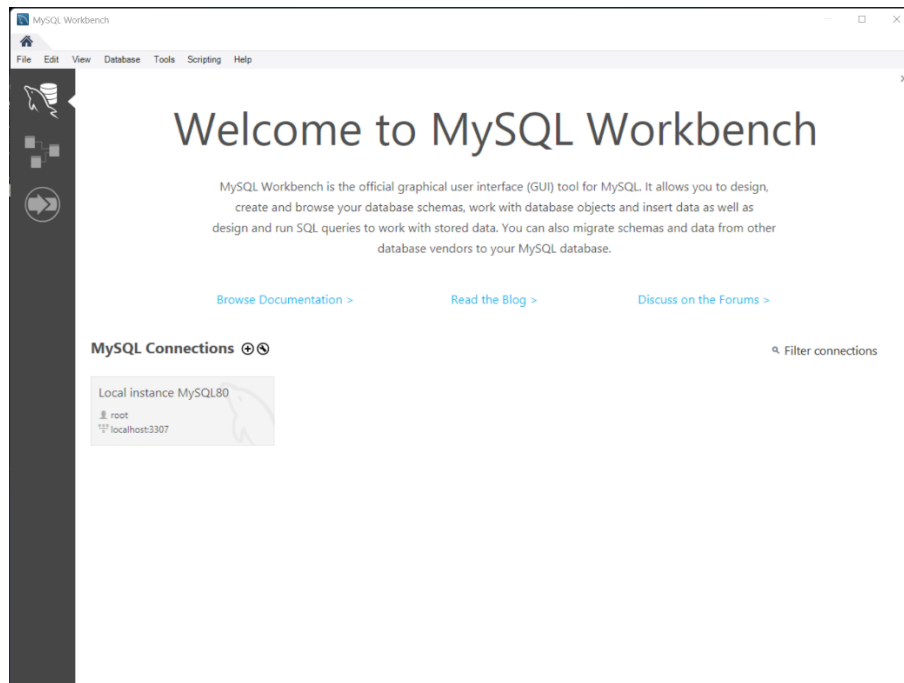 MySQL Workbench
File Edit View Database Tools Scripting Help
Welcome to MySQL Workbench
MySQL Workbench is the official graphical user interface (GUI) tool for MySQL. It allows you to design,
create and browse your database schemas, work with database objects and insert data as well as
design and run SQL queries to work with stored data. You can also migrate schemas and data from other
database vendors to your MySQL database.
Browse Documentation > Read the Blog > Discuss on the Forums >
MySQL Connections Filter connections
Local instance MySQL80
root
localhost:3307